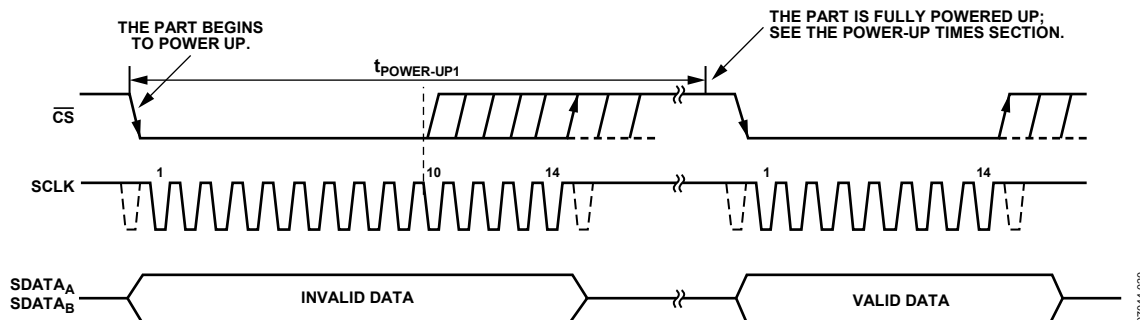 THE PART BEGINS
TO POWER UP.
THE PART IS FULLY POWERED UP;
SEE THE POWER-UP TIMES SECTION.
tPOWER-UP1
CS
SCLK
1
10
14
1
14
SDATAA
SDATAB
INVALID DATA
VALID DATA